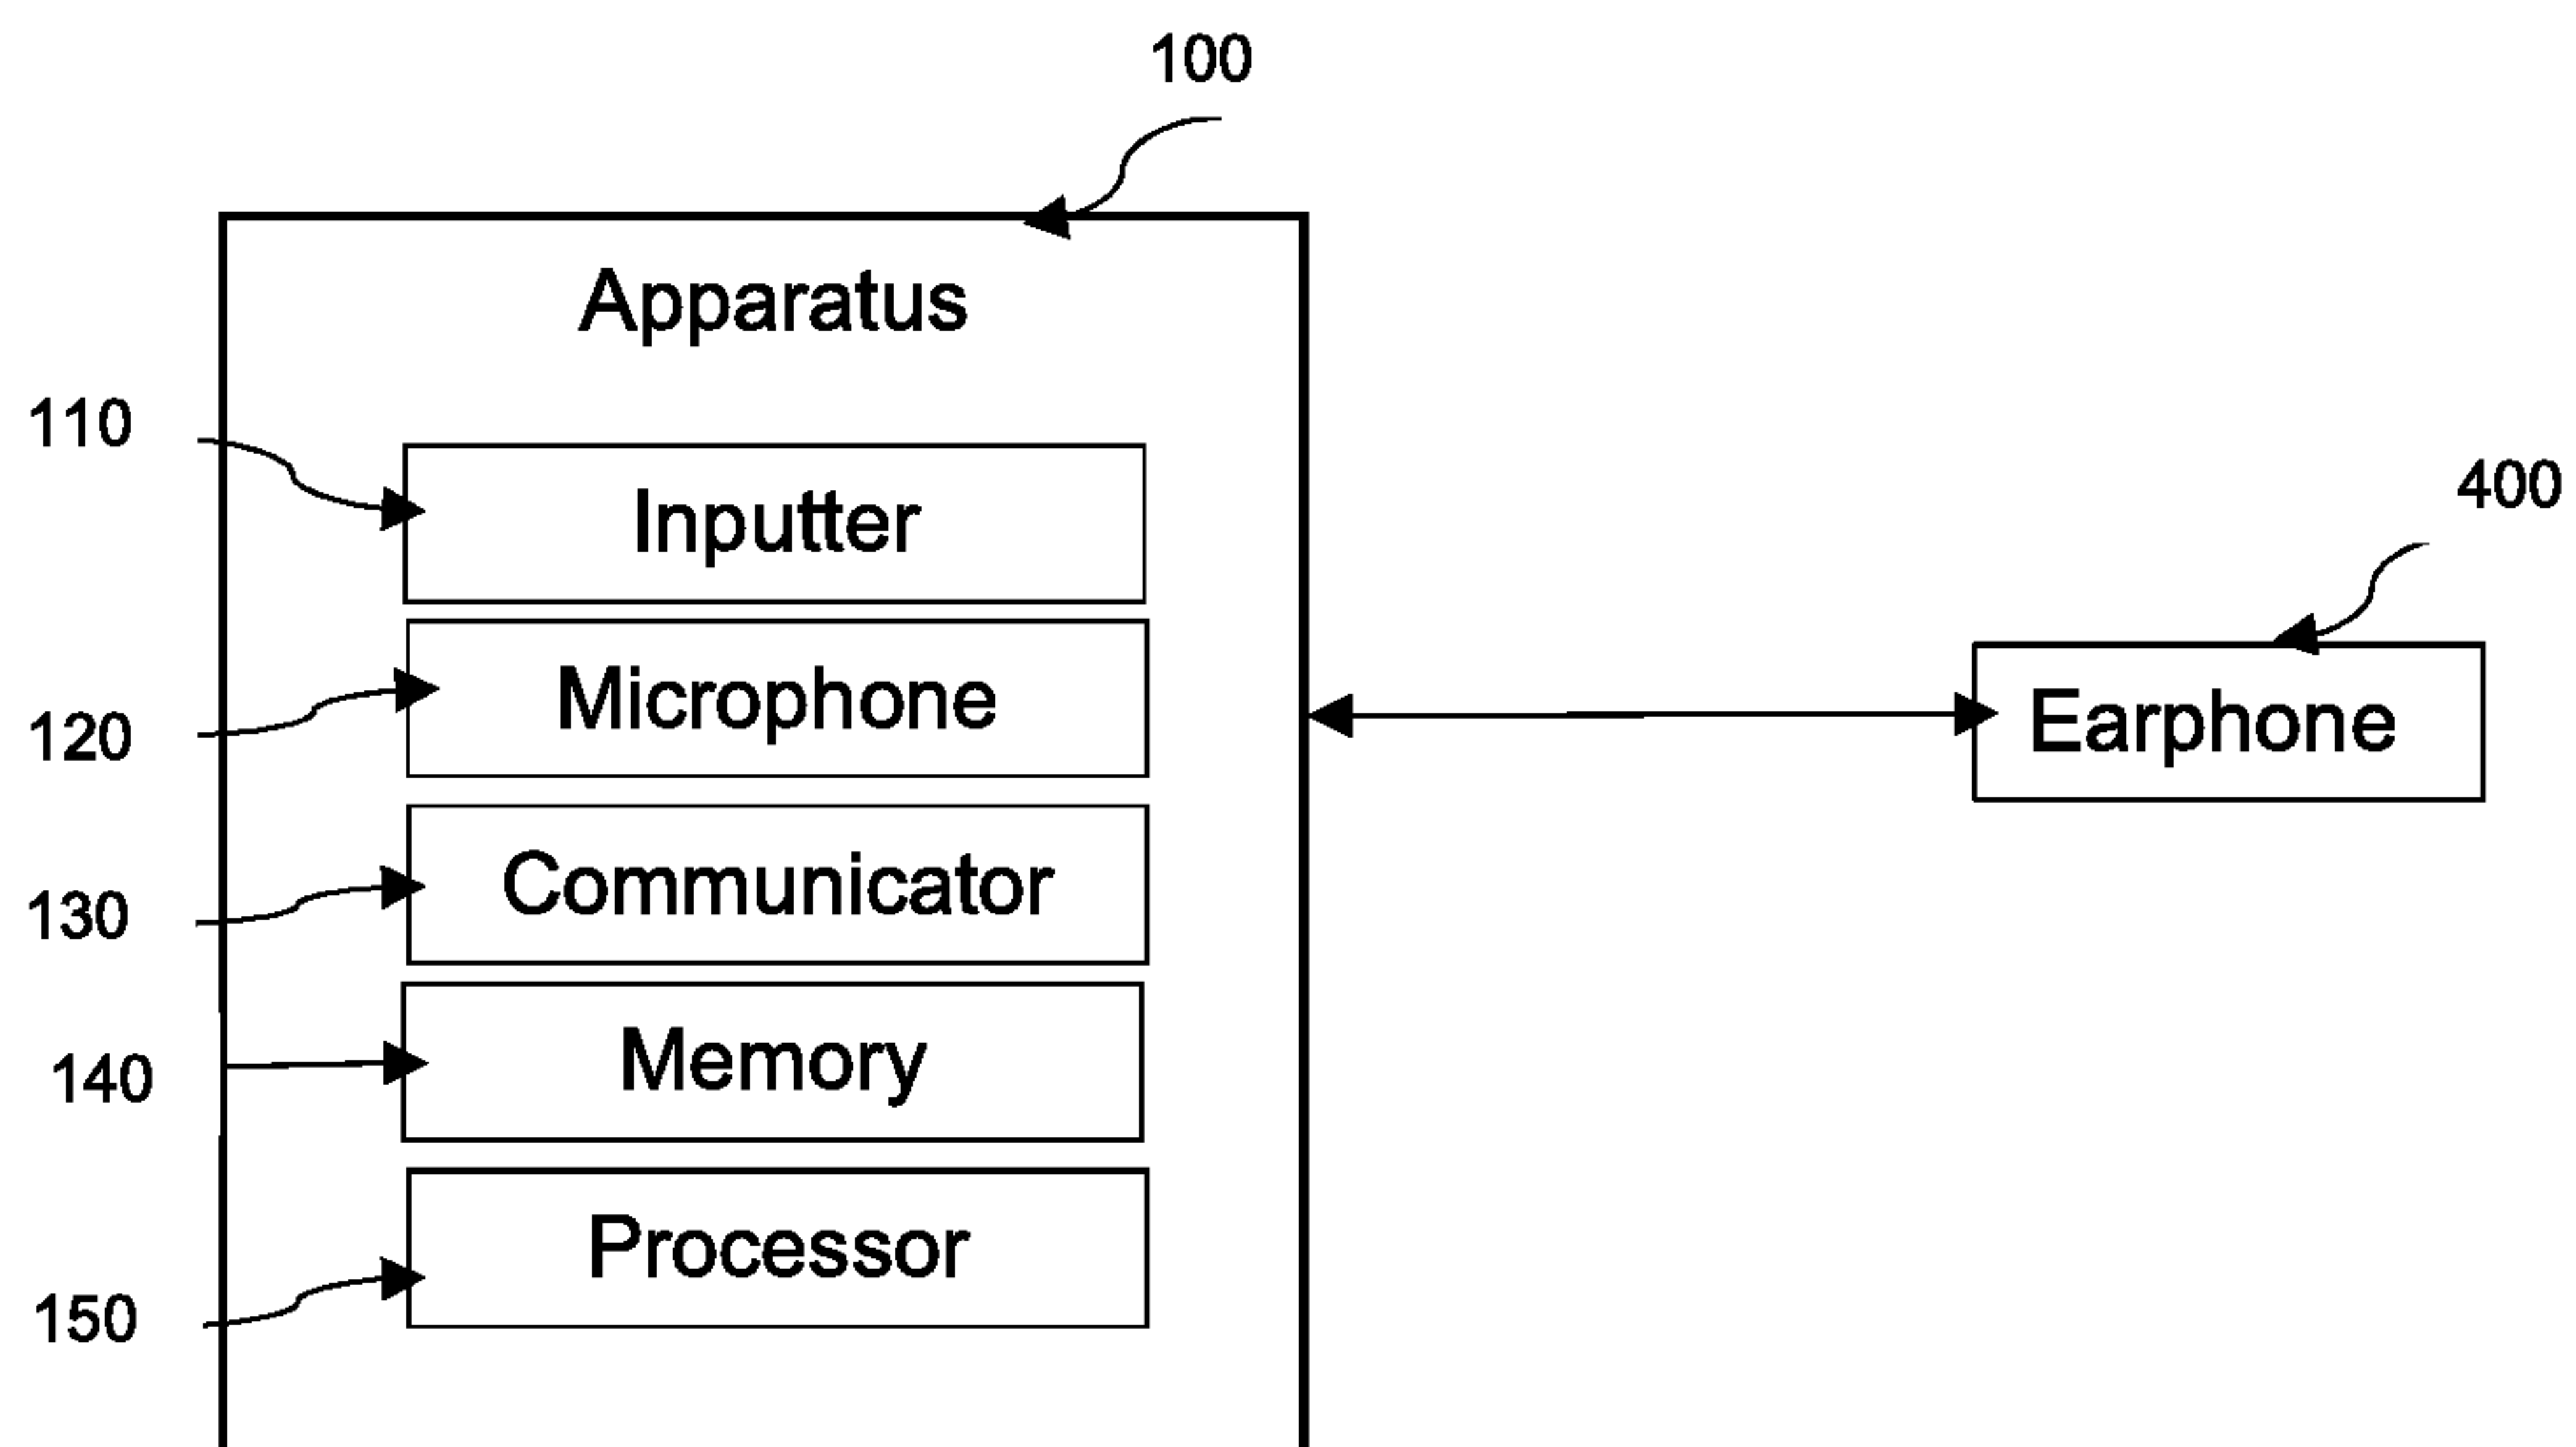 100
Apparatus
110
Inputter
400
Microphone
Earphone
120
Communicator
130
Memory
140
Processor
150